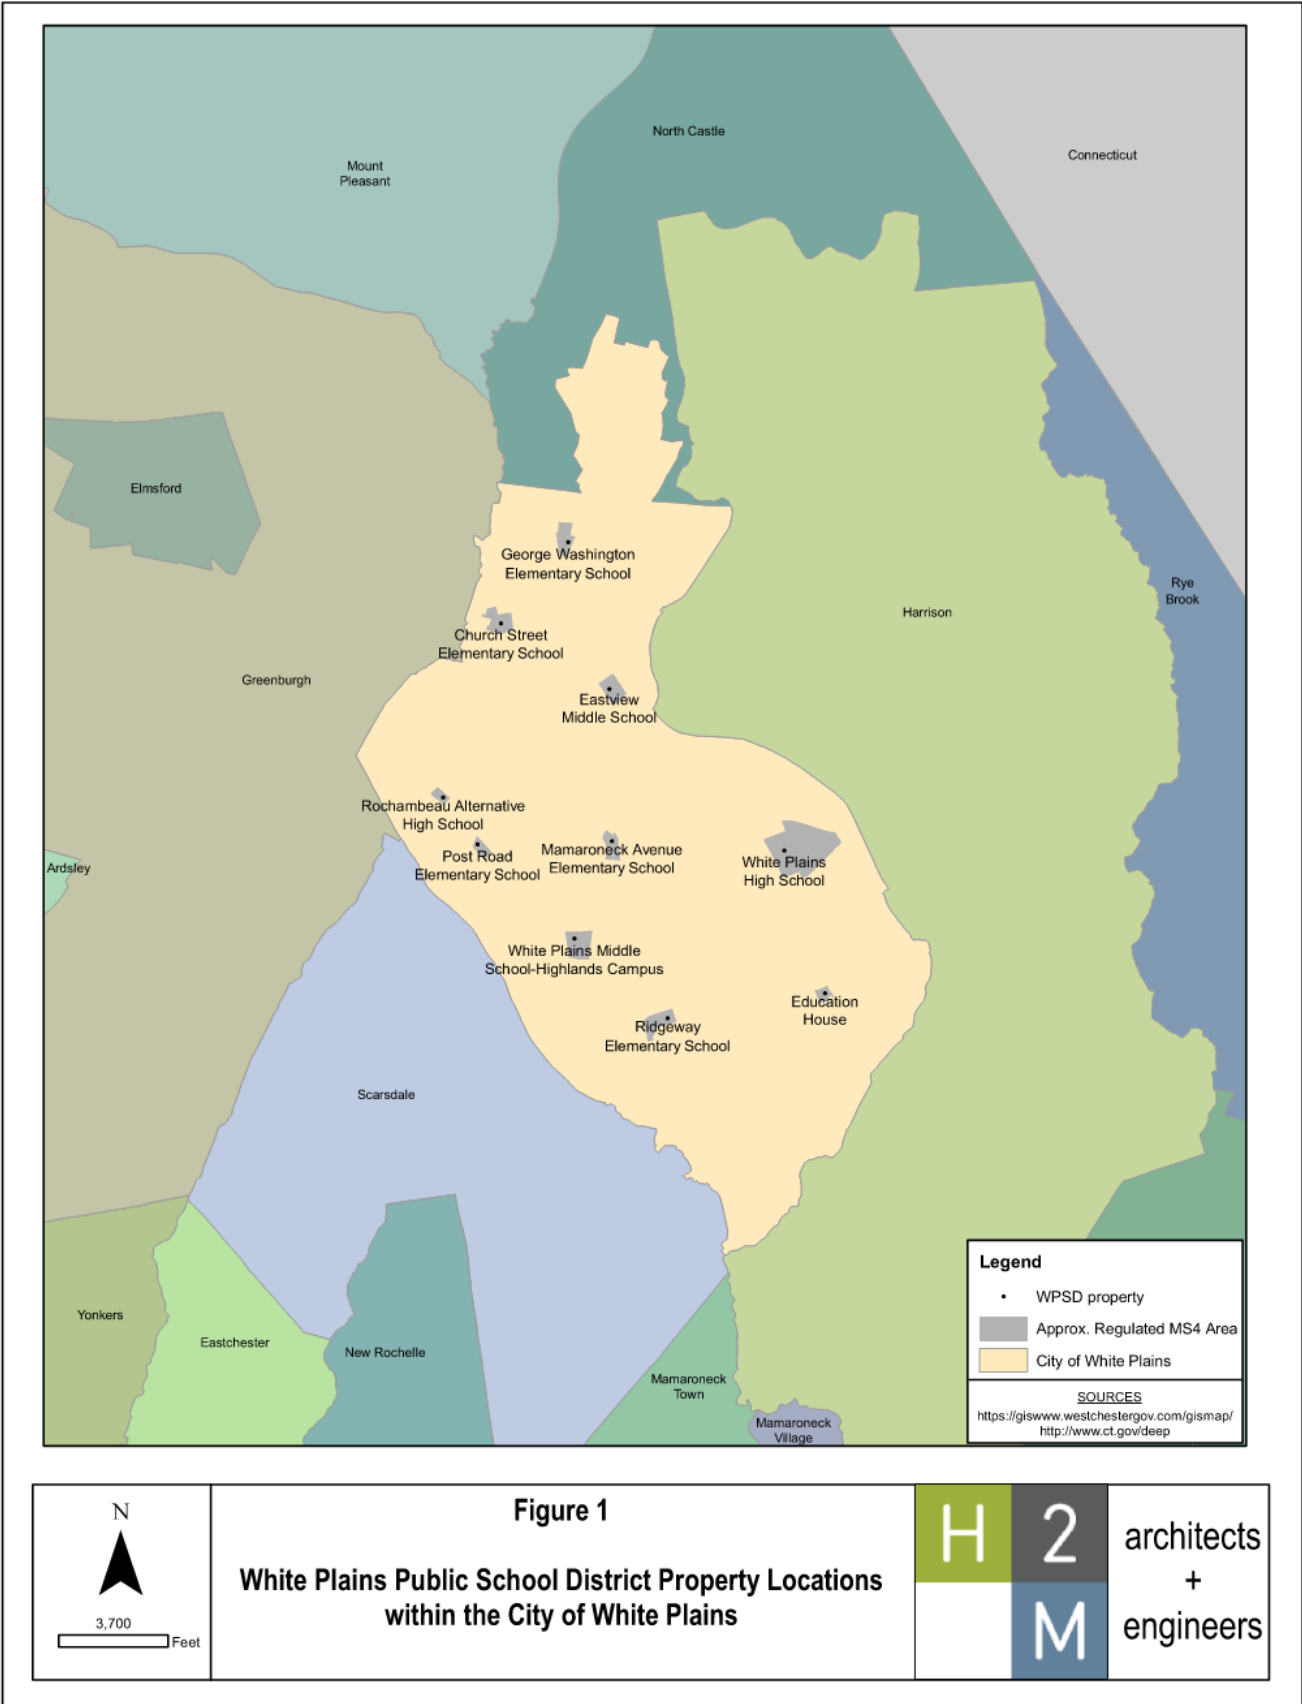 North Castle
Connecticut
Mount
Pleasant
Elmsford
George Washington
Elementary School
Rye
Brook
Harrison
Church Street
Elementary School
Greenburgh
Eastview
Middle School
Rochambeau Alternative
High School
Post Road
Elementary School
Mamaroneck Avenue
Elementary School
White Plains
High School
Ardsley
White Plains Middle
School-Highlands Campus
Education
House
Ridgeway
Elementary School
Scarsdale
Yonkers
Eastchester
New Rochelle
Mamaroneck
Town
Mamaroneck
Village
Legend
WPSD property
Approx. Regulated MS4 Area
City of White Plains
SOURCES
https://giswww.westchestergov.com/gismap/
http://www.ct.gov/deep
N
3,700
Feet
Figure 1
White Plains Public School District Property Locations
within the City of White Plains
H 2
M
architects
+
engineers